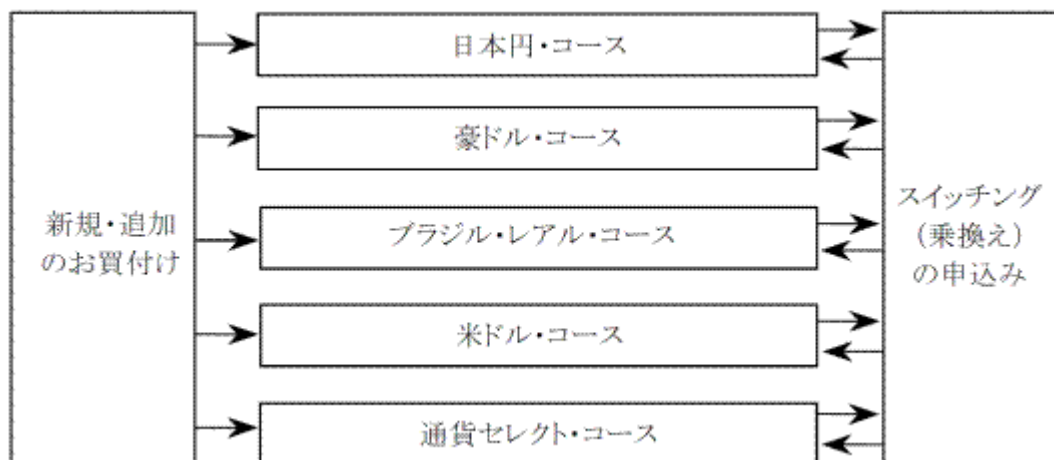 新規・追加
のお買付け
日本円・コース
豪ドル・コース
ブラジル・レアル・コース
米ドル・コース
通貨セレクト・コース
スイッチング
(乗換え)
の申込み